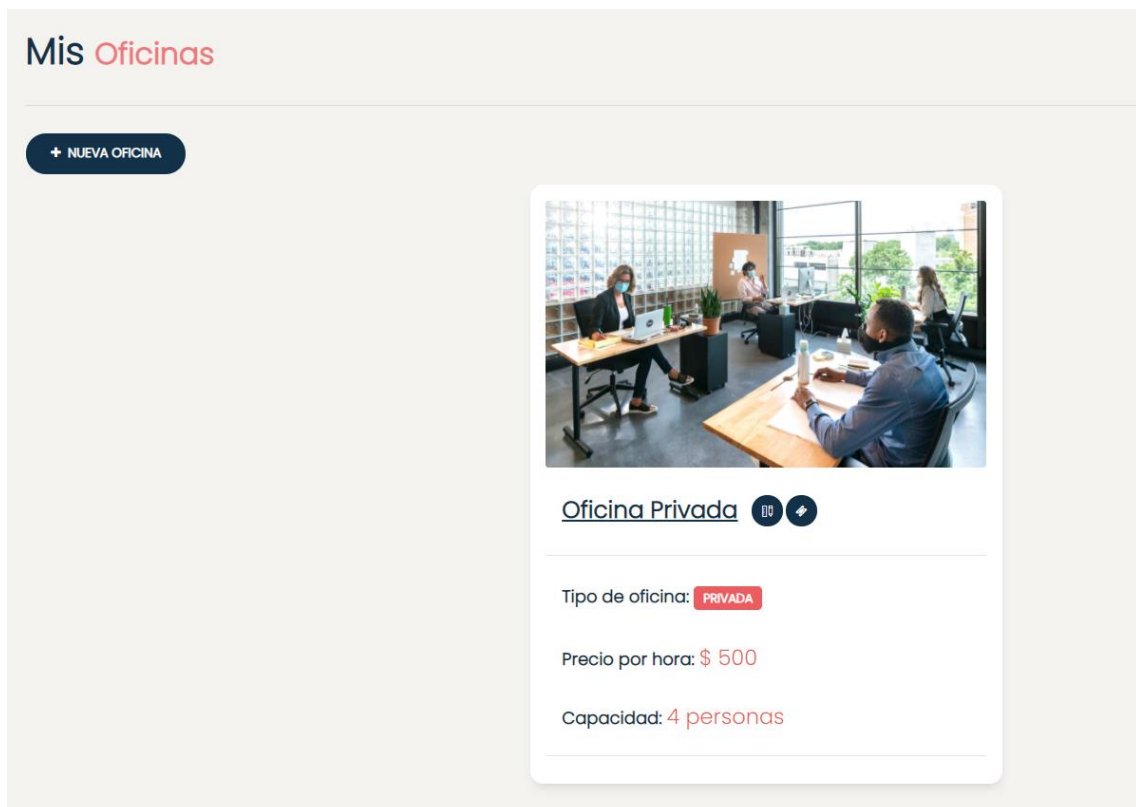 Mis Oficinas
+ NUEVA OFICINA
Oficina Privada
Tipo de oficina: PRIVADA
Precio por hora: $ 500
Capacidad: 4 personas